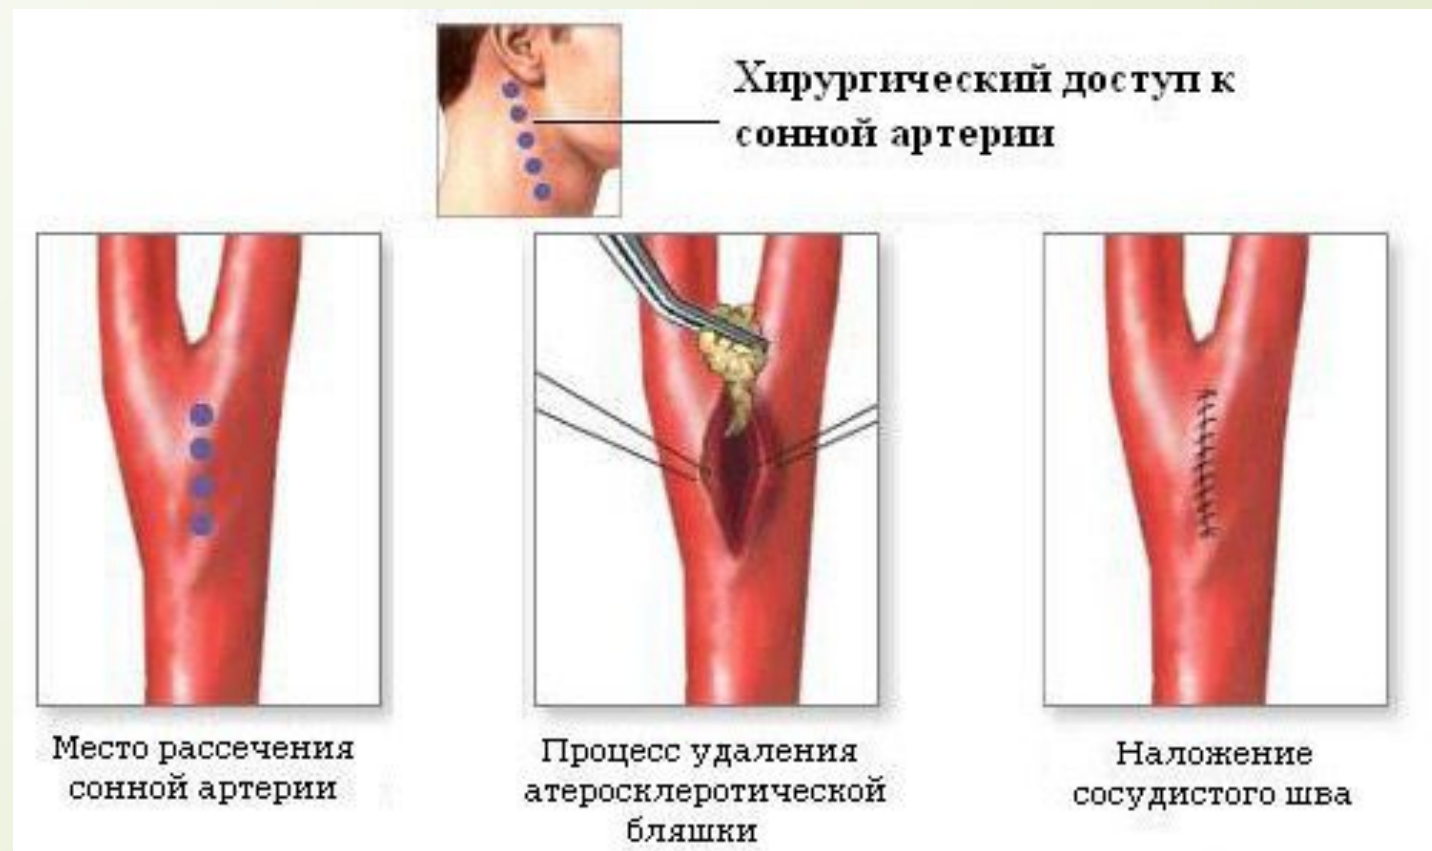 Хирургический доступ к
сонной артерии
Место рассечения
сонной артерии
Процесс удаления
атеросклеротической
бляшки
Наложение
сосудистого шва